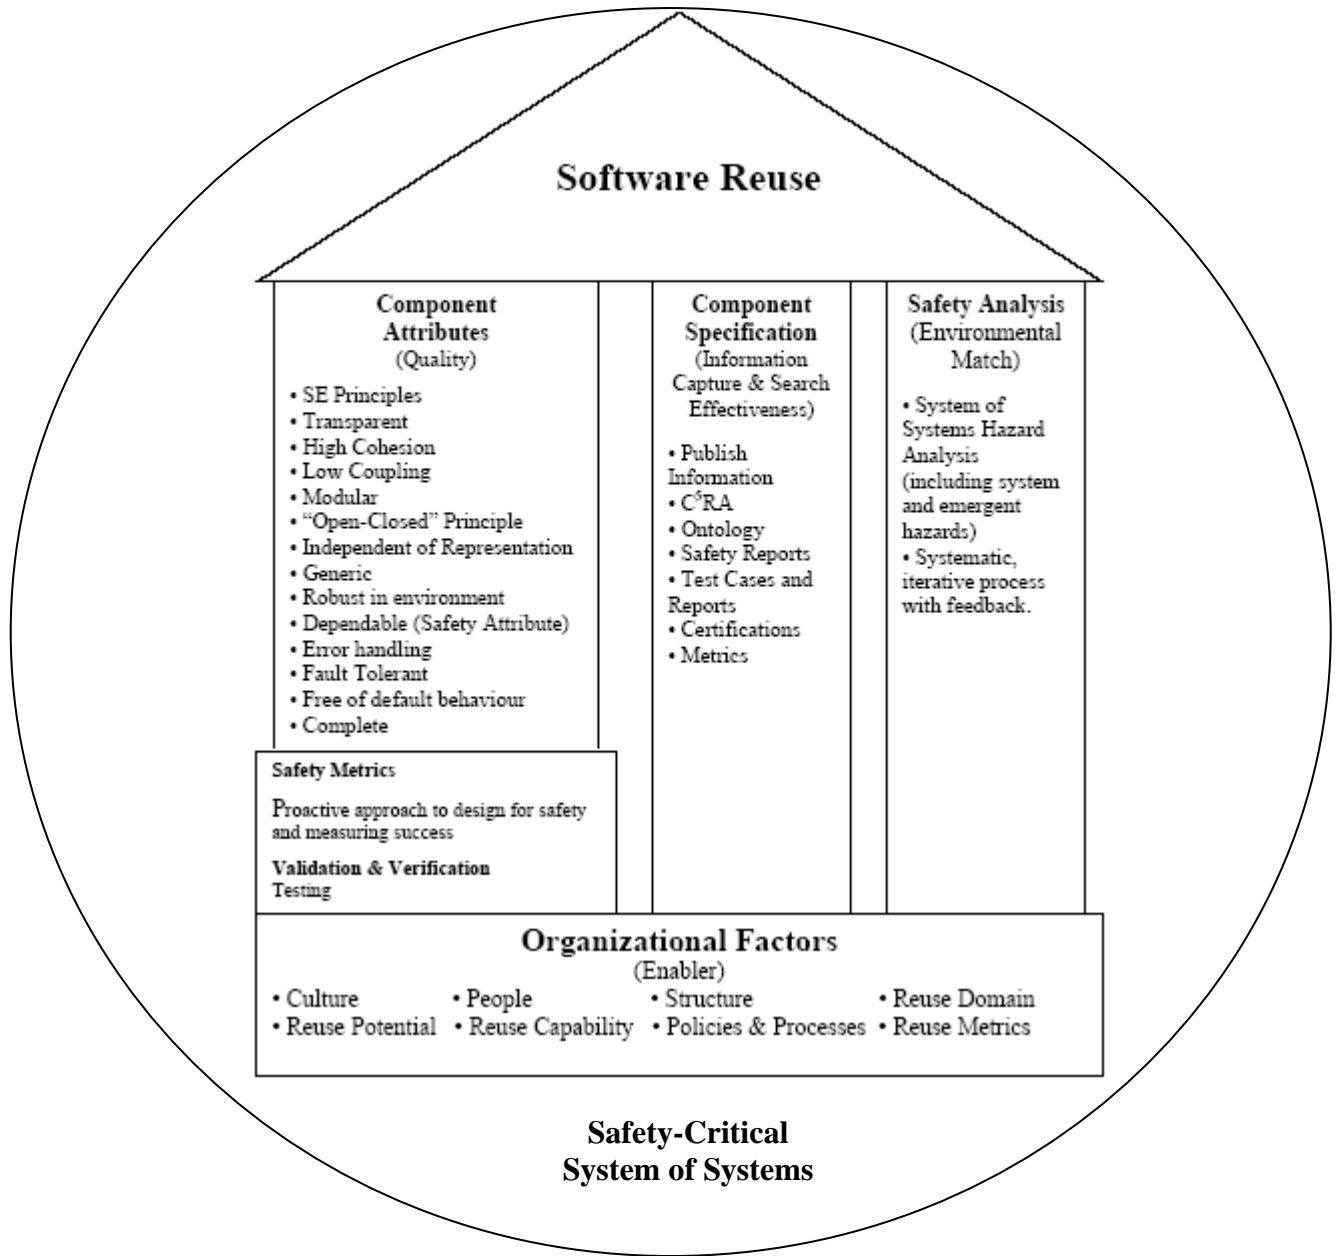 Software Reuse
Component
Attributes
(Quality)
• SE Principles
• Transparent
• High Cohesion
• Low Coupling
• Modular
• “Open-Closed” Principle
• Independent of Representation
• Generic
• Robust in environment
• Dependable (Safety Attribute)
• Error handling
• Fault Tolerant
• Free of default behaviour
• Complete
Safety Metrics
Proactive approach to design for safety
and measuring success
Validation & Verification
Testing
Component
Specification
(Information
Capture & Search
Effectiveness)
• Publish
Information
• C⁵RA
• Ontology
• Safety Reports
• Test Cases and
Reports
• Certifications
• Metrics
Safety Analysis
(Environmental
Match)
• System of
Systems Hazard
Analysis
(including system
and emergent
hazards)
• Systematic,
iterative process
with feedback.
Organizational Factors
(Enabler)
• Culture • People • Structure • Reuse Domain
• Reuse Potential • Reuse Capability • Policies & Processes • Reuse Metrics
Safety-Critical
System of Systems